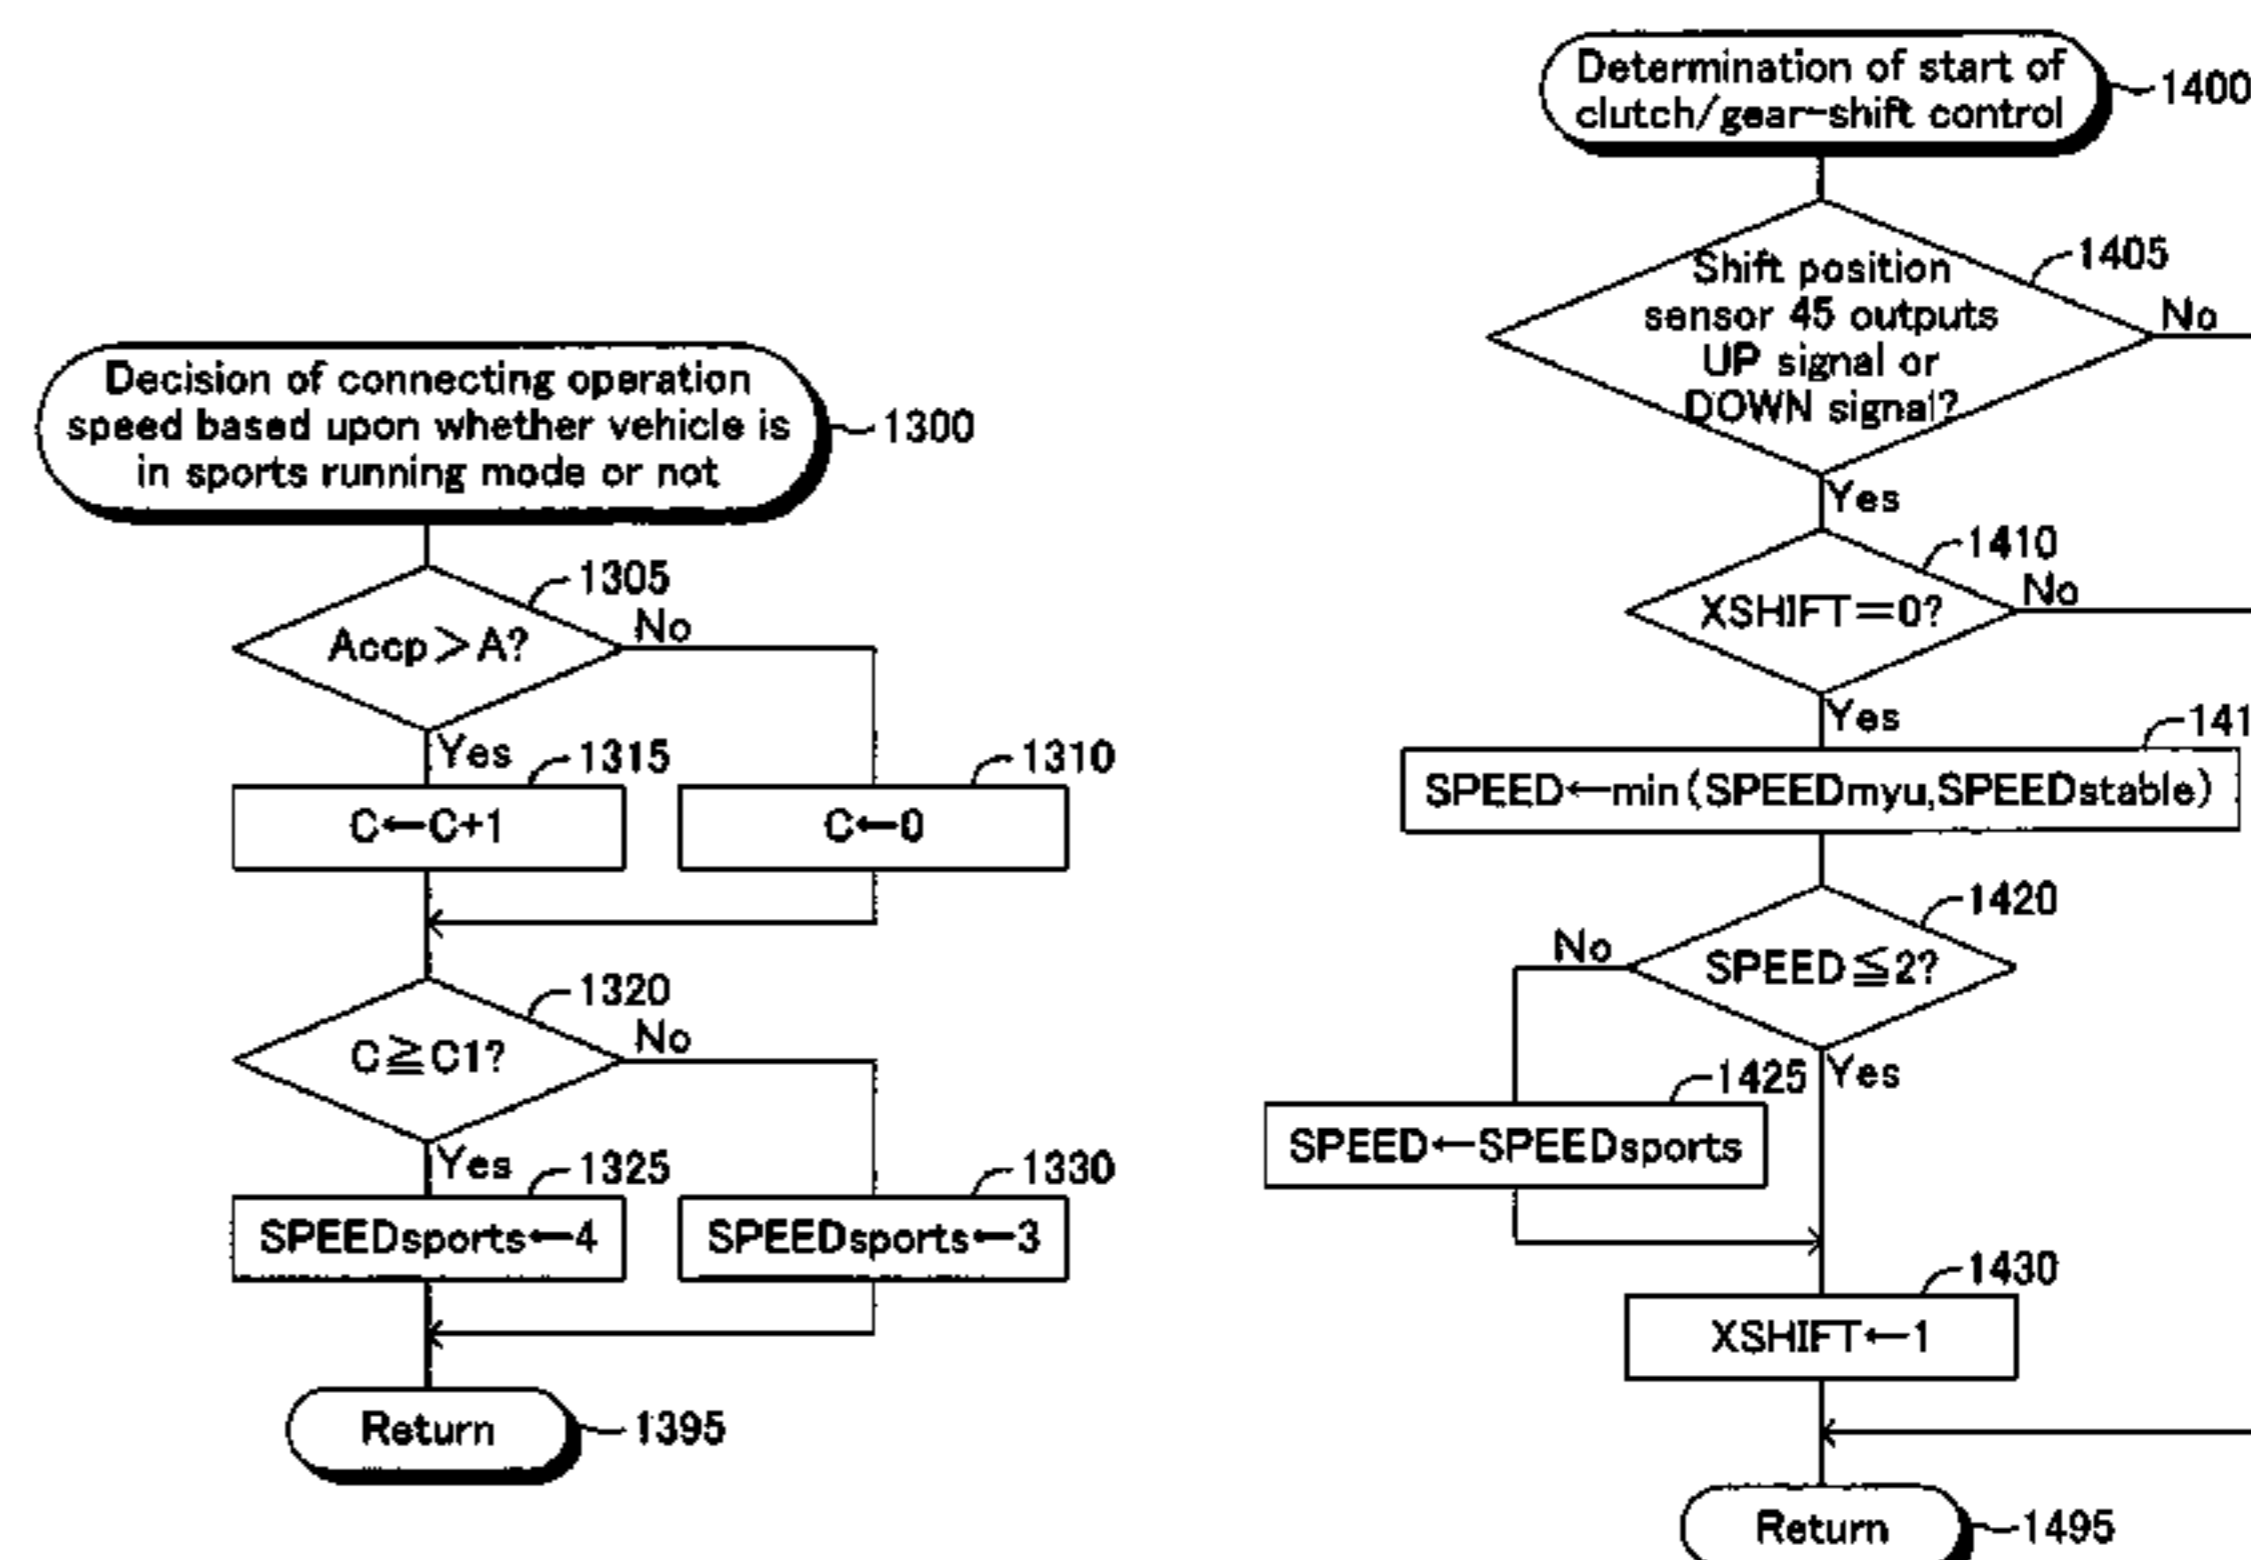 Decision of connecting operation
speed based upon whether vehicle is
in sports running mode or not
1300
1305
Accp>A?
No
Yes
1315
1310
C←C+1
C←0
1320
C≧C1?
No
Yes
1325
1330
SPEEDsports←4
SPEEDsports←3
Return
1395
Determination of start of
clutch/gear-shift control
1400
1405
Shift position
sensor 45 outputs
UP signal or
DOWN signal?
No
Yes
1410
XSHIFT=0?
No
Yes
141
SPEED←min(SPEEDmyu,SPEEDstable)
1420
No
SPEED≦2?
Yes
1425
SPEED←SPEEDsports
1430
XSHIFT←1
Return
1495